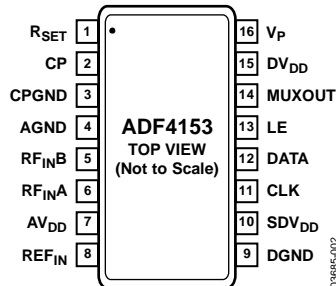 RSET 1
CP 2
CPGND 3
AGND 4
RFINB 5
RFINA 6
AVDD 7
REFIN 8
ADF4153
TOP VIEW
(Not to Scale)
16 VP
15 DVDD
14 MUXOUT
13 LE
12 DATA
11 CLK
10 SDVDD
9 DGND
03685-002